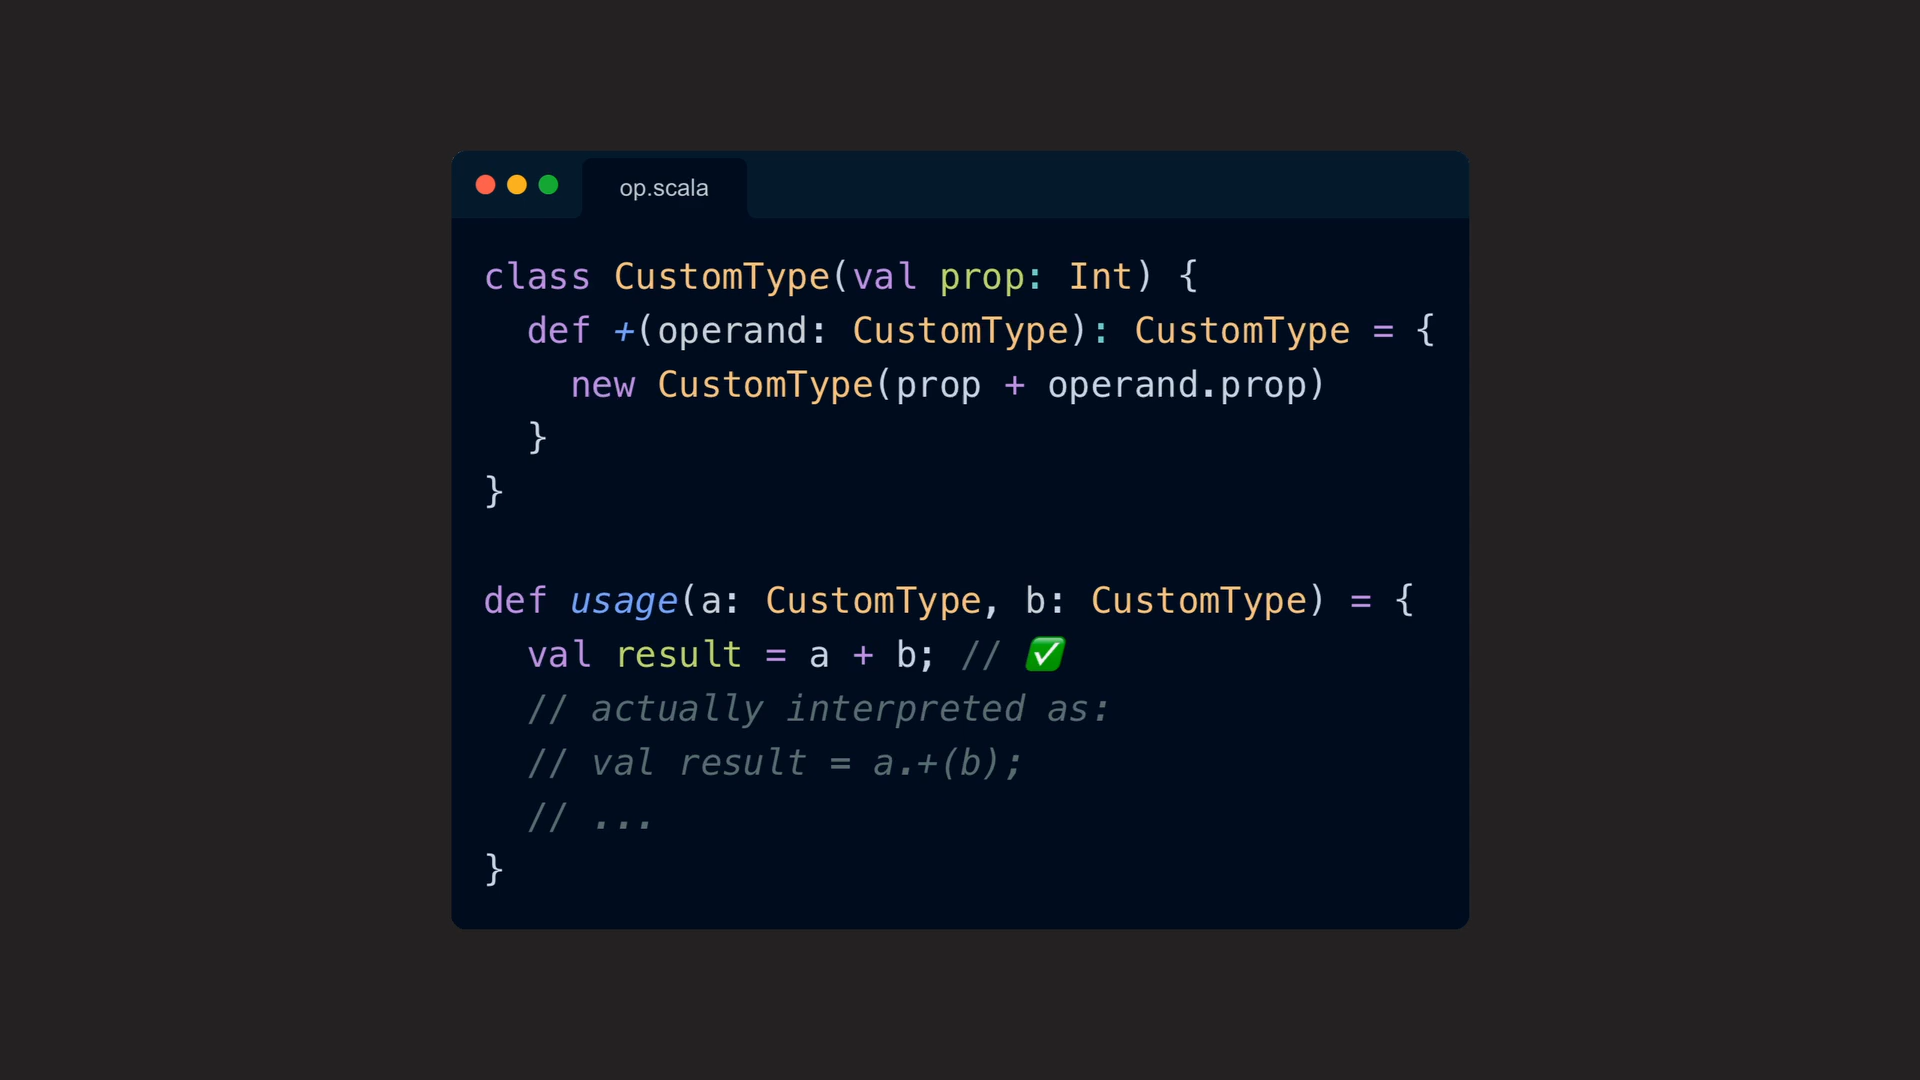 op.scala
class CustomType(val prop: Int) {
  def +(operand: CustomType): CustomType = {
    new CustomType(prop + operand.prop)
  }
}

def usage(a: CustomType, b: CustomType) = {
  val result = a + b; // ✅
  // actually interpreted as:
  // val result = a.+(b);
  // ...
}